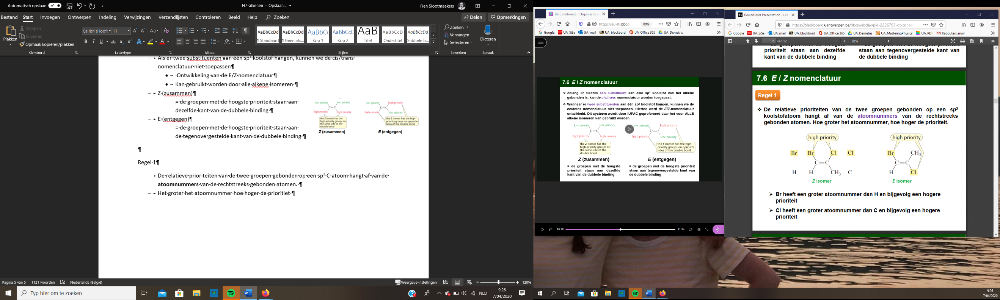 Automatisch opslaan
H7-alkenen - Opslaan...
Fien Slootmaekers
Bestand Start Invoegen Ontwerpen Indeling Verwijzigingen Verzendlijsten Controleren Beeld Help Zoeken
Delen Opmerkingen
Plakken
Knippen
Kopiëren
Opmaak kopiëren/plakken
Klembord
Calibri (Hoofd 11
B I U ab x₂ x²
Lettertype
Alinea
AaBbCcDd AaBbCcDd AaBbC( AaBbCcC AaB AaBbCcD AaBbCcDd
¶ Standaard ¶ Geen afs... Kop 1 Kop 2 Titel Ondertitel Subtiele b...
Stijlen
Zoeken
Vervangen
Selecteren
Bewerken
Dicteren
Spraak
Als er twee substituenten aan één sp² koolstof hangen, kunnen we de cis/trans
nomenclatuur niet toepassen¶
Ontwikkeling van de E/Z nomenclatuur¶
Kan gebruikt worden door alle alkene isomeren ¶
Z (zusammen)¶
= de groepen met de hoogste prioriteit staan aan
dezelfde kant van de dubbele binding ¶
E (entgegen)¶
= de groepen met de hoogste prioriteit staan aan
de tegenovergestelde kant van de dubbele binding ¶
low priority low priority
C=C
high priority high priority
the Z isomer has the
high-priority groups on
the same side of the
double bond
Z (zusammen)
low priority high priority
C=C
high priority low priority
the E isomer has the high-
priority groups on opposite
sides of the double bond
E (entgegen)
¶
Regel 1¶
De relatieve prioriteiten van de twee groepen gebonden op een sp² C-atoom hangt af van de
atoomnummers van de rechtstreeks gebonden atomen. ¶
Het groter het atoomnummer hoe hoger de prioritiet ¶
Pagina 5 van 5 1121 woorden Nederlands (België)
Weergave-instellingen
120%
Typ hier om te zoeken
NLD
9:26
7/04/2020
Bb Collaborate - Organische ch
https://eu-lti.bbcol
80%
Google UA_SiSa UA_mail UA_blackbord UA_Office 365 UA_Demetris
7.6 E / Z nomenclatuur
Zolang er slechts één substituent aan elke sp² koolstof van het alkene
gebonden is, kan de cis/trans nomenclatuur worden toegepast.
Wanneer er twee substituenten aan één sp² koolstof hangen, kunnen we de
cis/trans nomenclatuur niet toepassen. Hiertoe werd de E/Z-nomenclatuur
ontwikkeld. Dit systeem wordt door IUPAC geprefereerd daar het voor ALLE
alkene isomeren kan gebruikt worden.
low priority low priority
C=C
high priority high priority
the Z isomer has the
high-priority groups on
the same side of the
double bond
Z (zusammen)
= de groepen met de hoogste
prioriteit staan aan dezelfde
kant van de dubbele binding
low priority high priority
C=C
high priority low priority
the E isomer has the high-
priority groups on opposite
sides of the double bond
E (entgegen)
= de groepen met de hoogste prioriteit
staan aan tegenovergestelde kant van
de dubbele binding
15:38
31:34
PowerPoint Presentation - Les
https://blackboard.uantwerpen.be/bbcswebdav/pid-2226793-dt-conte
Google UA_SiSa UA_mail UA_blackbord UA_Office 365 UA_Demetris UA_MasteringPhysics UA_PDF Kabouters_mail
15 van 52
80%
prioriteit staan aan dezelfde
kant van de dubbele binding
staan aan tegenovergestelde kant van
de dubbele binding
7.6 E / Z nomenclatuur
Regel 1
De relatieve prioriteiten van de twee groepen gebonden op een sp²
koolstofatoom hangt af van de atoomnummers van de rechtstreeks
gebonden atomen. Hoe groter het atoomnummer, hoe hoger de prioriteit.
high priority
Br Br Cl Cl
C=C
H H CH₃ C
Z isomer
high priority
Br CH₃
C=C
H Cl
E isomer
Br heeft een groter atoomnummer dan H en bijgevolg een hogere
prioriteit
Cl heeft een groter atoomnummer dan C en bijgevolg een hogere
prioriteit
9:26
7/04/2020